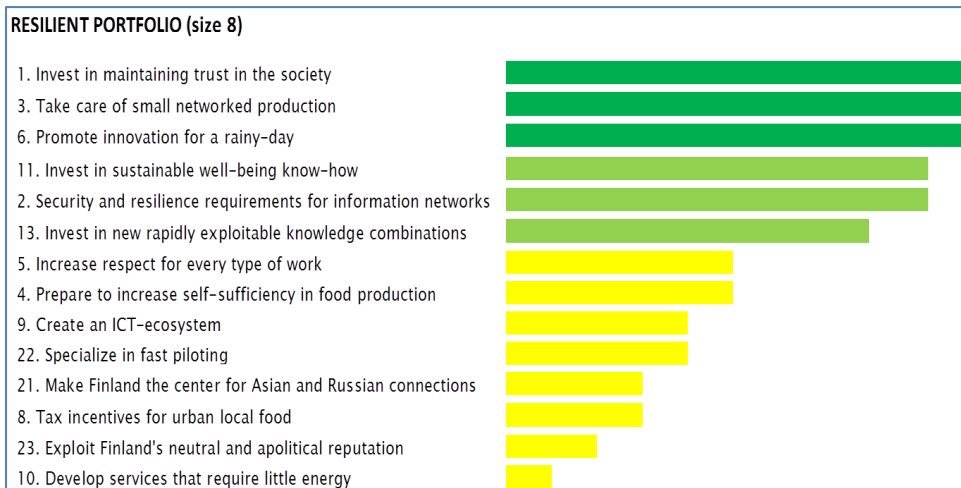 RESILIENT PORTFOLIO (size 8)
1. Invest in maintaining trust in the society
3. Take care of small networked production
6. Promote innovation for a rainy-day
11. Invest in sustainable well-being know-how
2. Security and resilience requirements for information networks
13. Invest in new rapidly exploitable knowledge combinations
5. Increase respect for every type of work
4. Prepare to increase self-sufficiency in food production
9. Create an ICT-ecosystem
22. Specialize in fast piloting
21. Make Finland the center for Asian and Russian connections
8. Tax incentives for urban local food
23. Exploit Finland's neutral and apolitical reputation
10. Develop services that require little energy